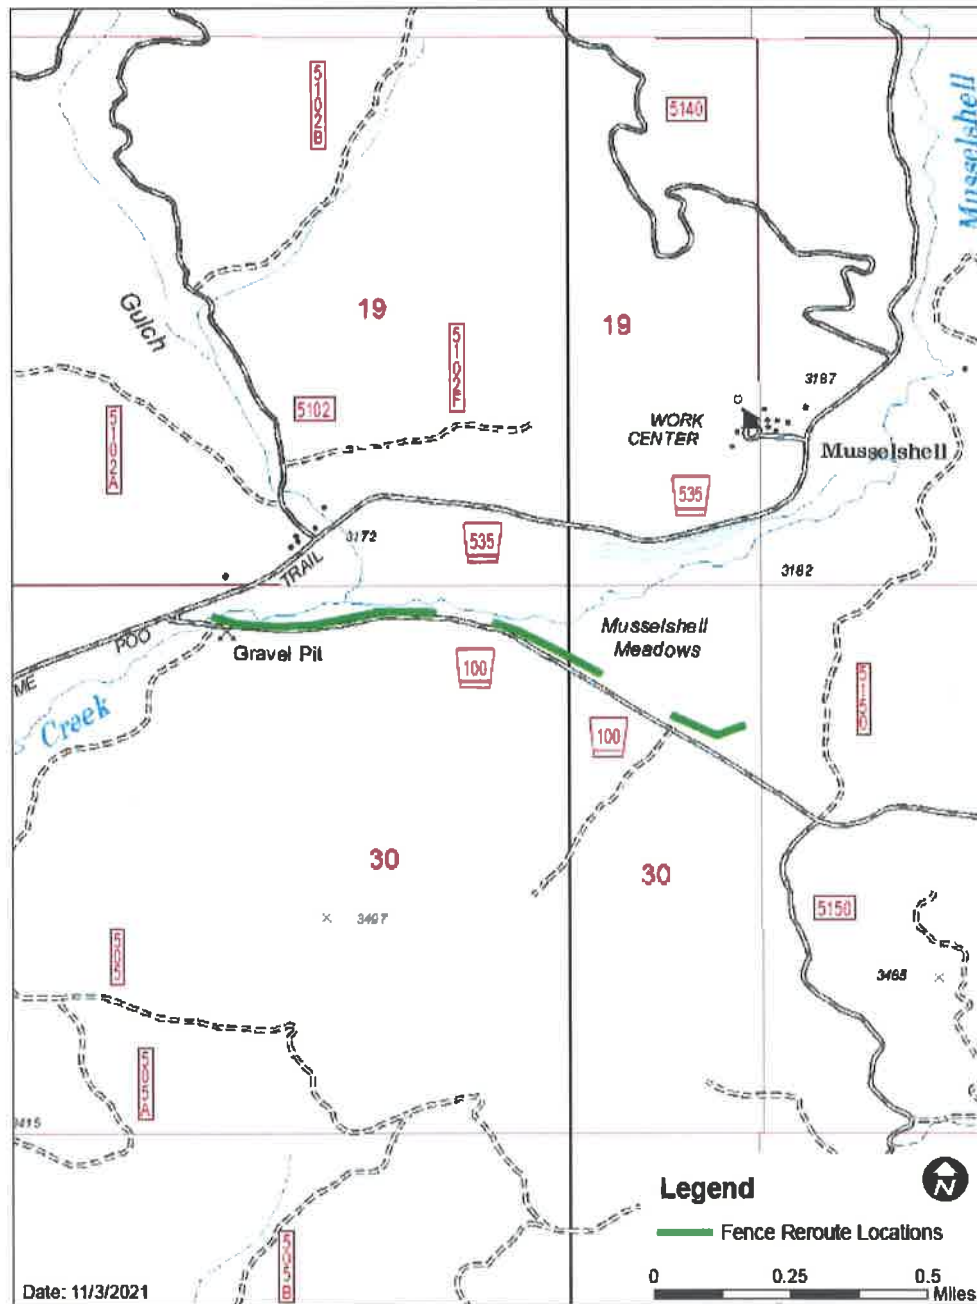 5102B
5140
Musselshell
Gulch
19
19
5102F
3187
5102
5102A
WORK
CENTER
Musselshell
535
535
3172
TRAIL
3182
POO
ME
Gravel Pit
Musselshell
Meadows
100
5155
Creek
100
30
30
3497
5150
505
3465
505A
3415
Legend
N
Fence Reroute Locations
505B
0 0.25 0.5
Miles
Date: 11/3/2021